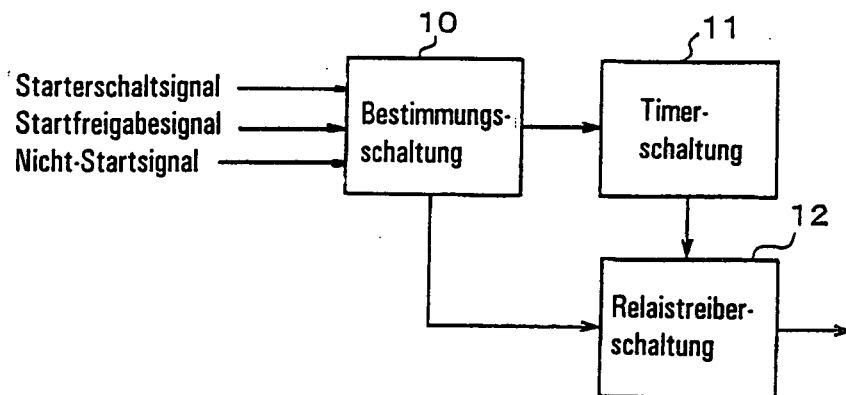 10
11
Starterschaltsignal
Startfreigabesignal
Nicht-Startsignal
Bestimmungs-
schaltung
Timer-
schaltung
12
Relaistreiber-
schaltung